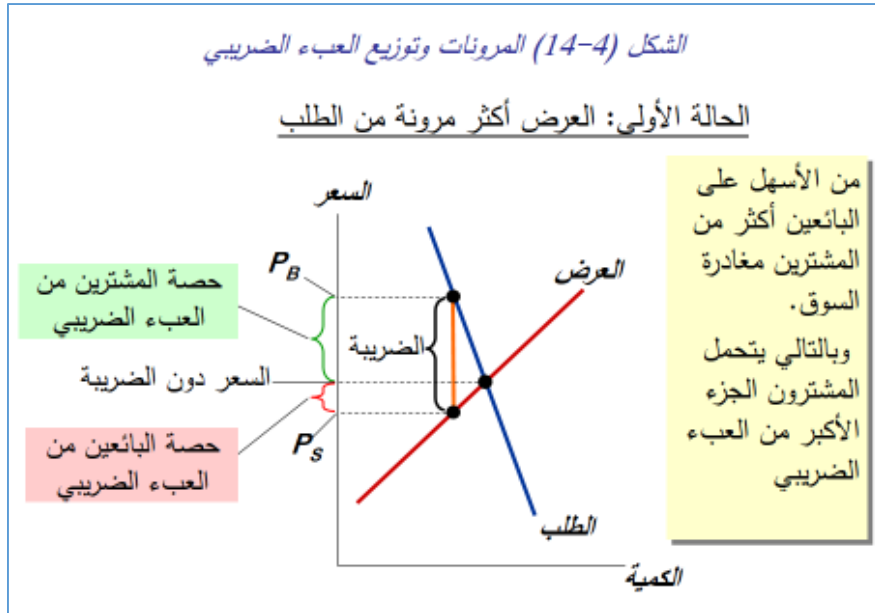 الشكل (4-14) المرونات وتوزيع العبء الضريبي
الحالة الأولى: العرض أكثر مرونة من الطلب
من الأسهل على
البائعين أكثر من
المشترين مغادرة
السوق.
وبالتالي يتحمل
المشترون الجزء
الأكبر من العبء
الضريبي
السعر
العرض
P_B
حصة المشترين من
العبء الضريبي
الضريبة
السعر دون الضريبة
حصة البائعين من
العبء الضريبي
P_S
الطلب
الكمية